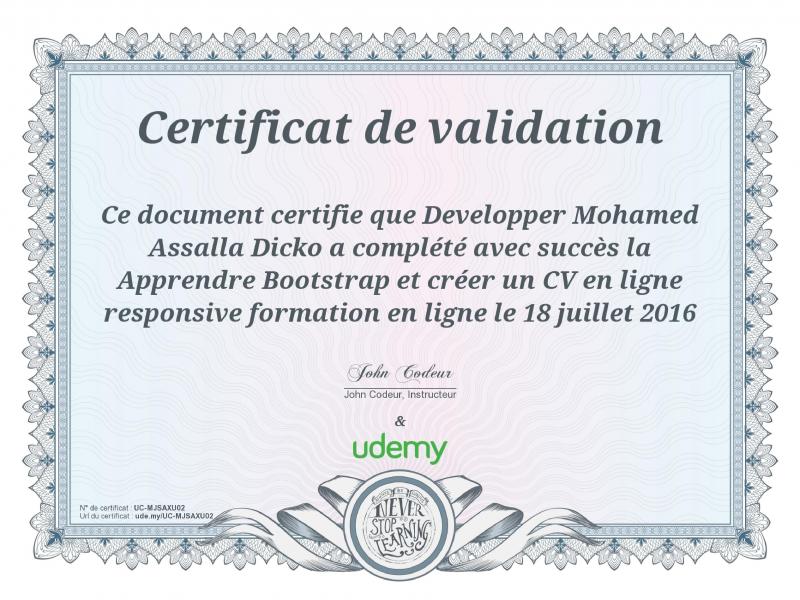 Certificat de validation
Ce document certifie que Developper Mohamed
Assalla Dicko a complété avec succès la
Apprendre Bootstrap et créer un CV en ligne
responsive formation en ligne le 18 juillet 2016
John Codeur
John Codeur, Instructeur
&
udemy
N° de certificat : UC-MJSAXU02
Url du certificat : ude.my/UC-MJSAXU02
NEVER
STOP
LEARNING